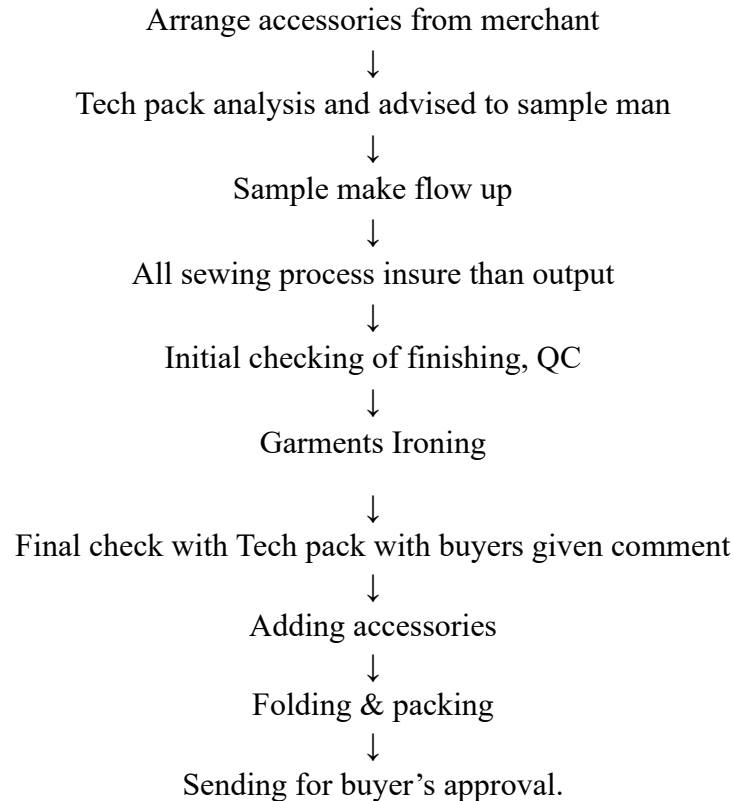 Arrange accessories from merchant
↓
Tech pack analysis and advised to sample man
↓
Sample make flow up
↓
All sewing process insure than output
↓
Initial checking of finishing, QC
↓
Garments Ironing
↓
Final check with Tech pack with buyers given comment
↓
Adding accessories
↓
Folding & packing
↓
Sending for buyer’s approval.